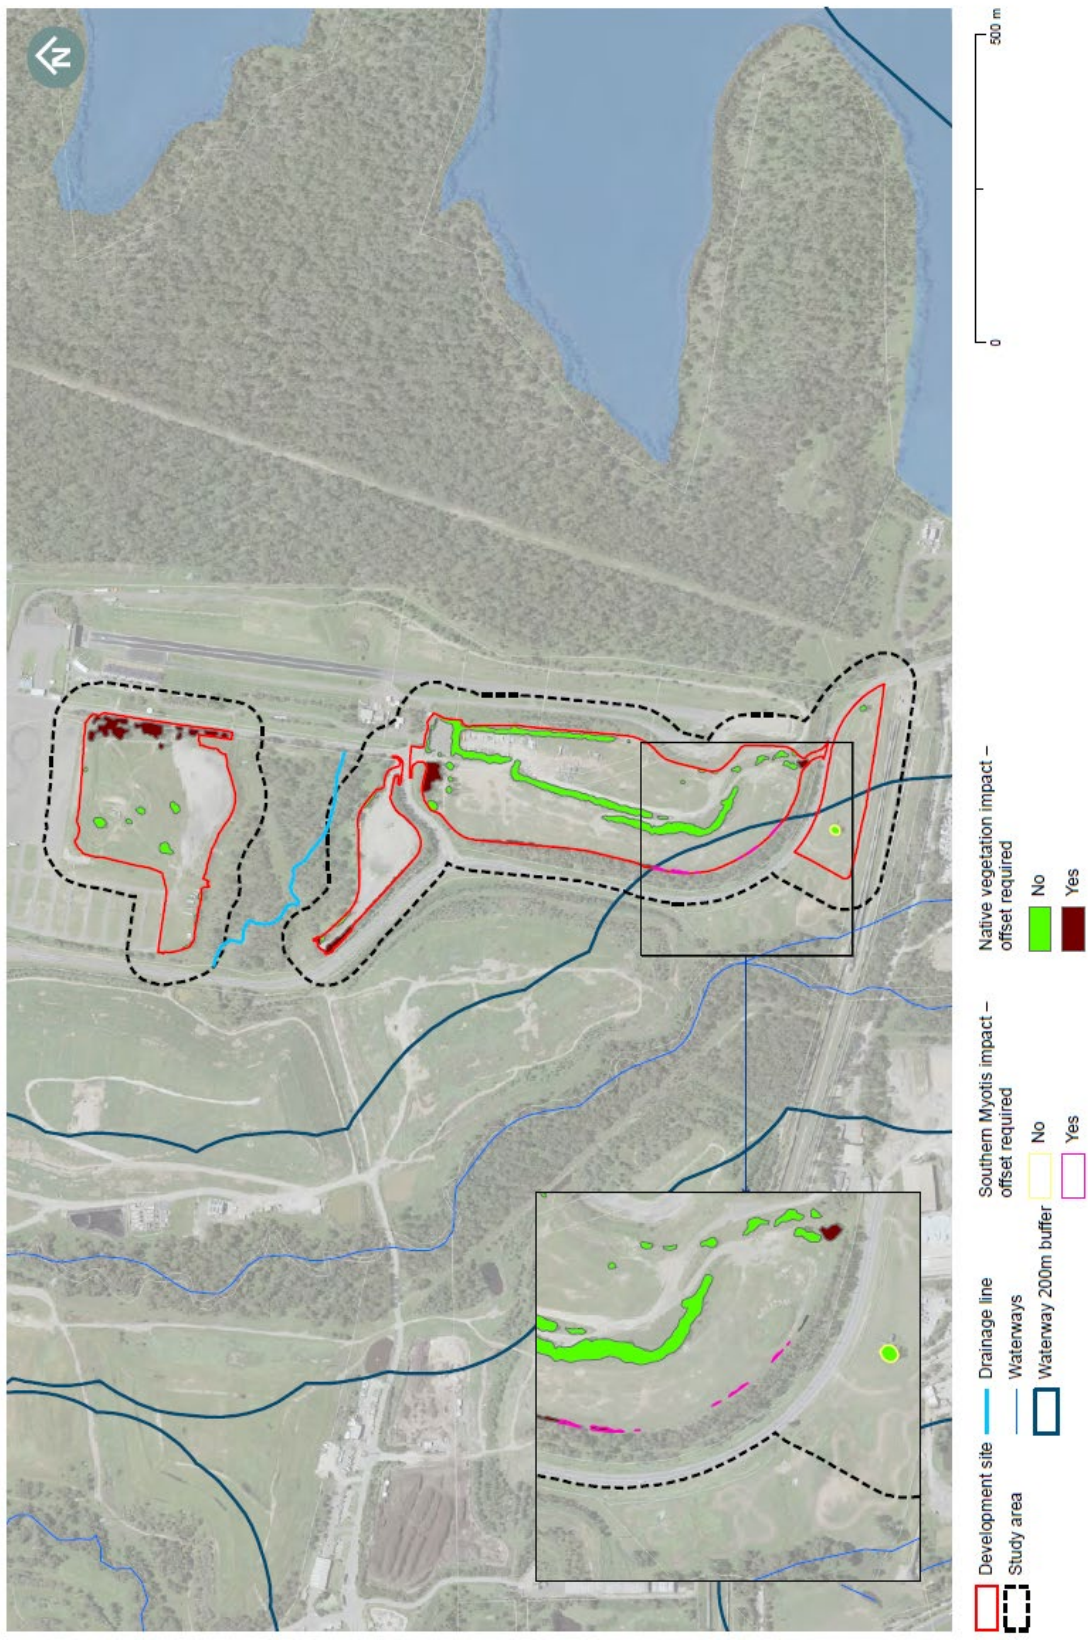 N
Development site
Study area
Drainage line
Waterways
Waterway 200m buffer
Southern Myotis impact –
offset required
No
Yes
Native vegetation impact –
offset required
No
Yes
0
500 m